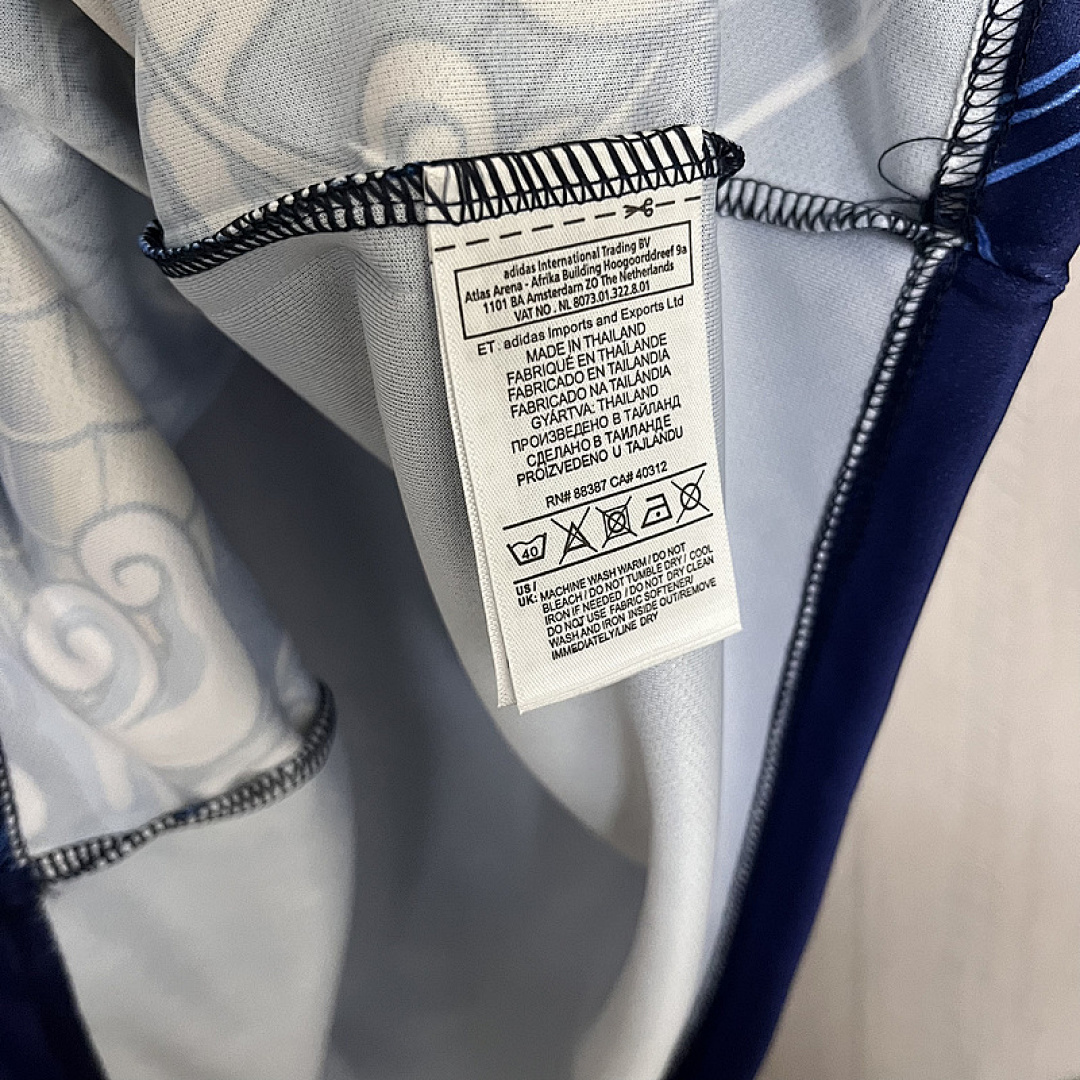 adidas International Trading BV
Atlas Arena - Afrika Building Hoogoorddreef 9a
1101 BA Amsterdam ZO The Netherlands
VAT NO . NL 8073.01.322.8.01
ET . adidas Imports and Exports Ltd
MADE IN THAILAND
FABRIQUÉ EN THAÏLANDE
FABRICADO EN TAILANDIA
FABRICADO NA TAILÁNDIA
GYÁRTVA: THAILAND
ПРОИЗВЕДЕНО В ТАЙЛАНД
СДЕЛАНО В ТАИЛАНДЕ
PROIZVEDENO U TAJLANDU
RN# 88387 CA# 40312
40
US / UK: MACHINE WASH WARM / DO NOT
BLEACH / DO NOT TUMBLE DRY / COOL
IRON IF NEEDED / DO NOT DRY CLEAN
DO NOT USE FABRIC SOFTENER/
WASH AND IRON INSIDE OUT/REMOVE
IMMEDIATELY/LINE DRY